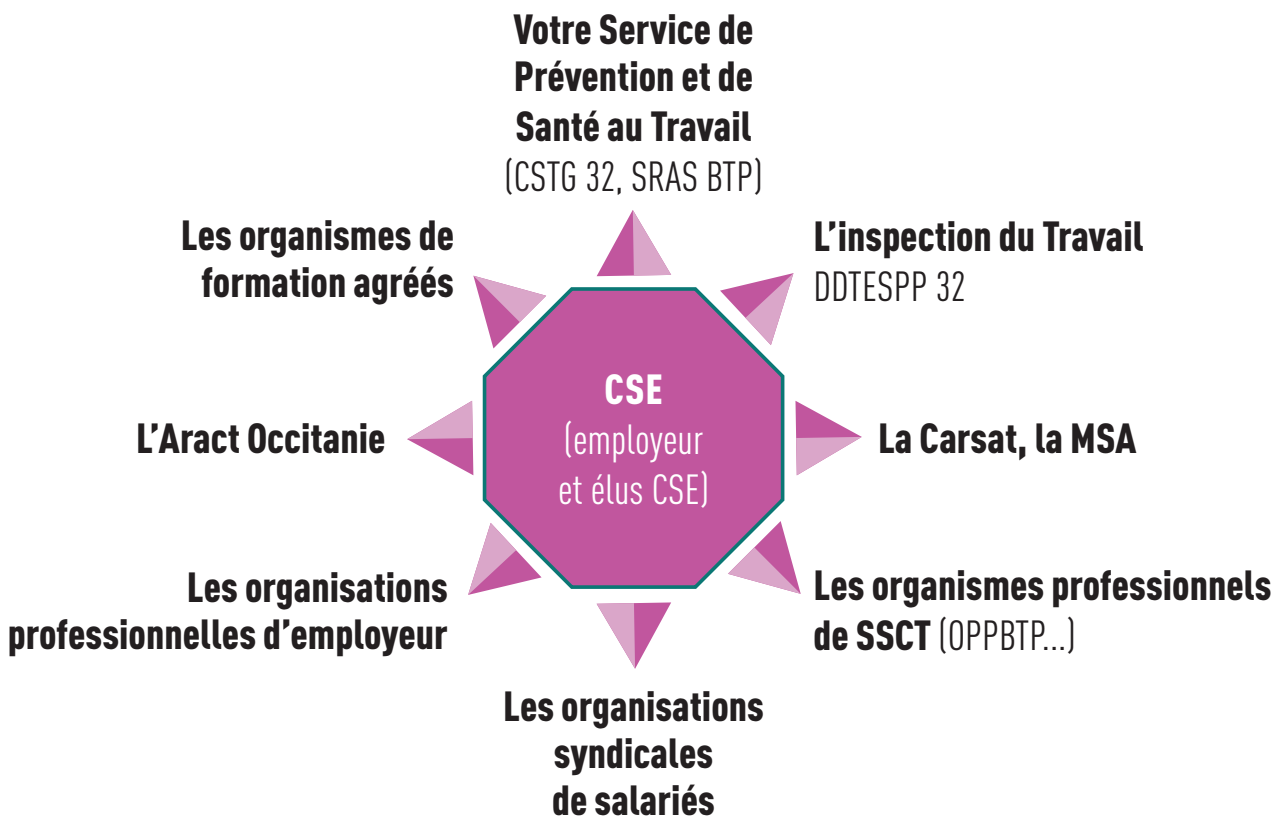 Votre Service de
Prévention et de
Santé au Travail
(CSTG 32, SRAS BTP)
Les organismes de
formation agréés
L’inspection du Travail
DDTESPP 32
CSE
(employeur
et élus CSE)
L’Aract Occitanie
La Carsat, la MSA
Les organisations
professionnelles d’employeur
Les organismes professionnels
de SSCT (OPPBTP...)
Les organisations
syndicales
de salariés